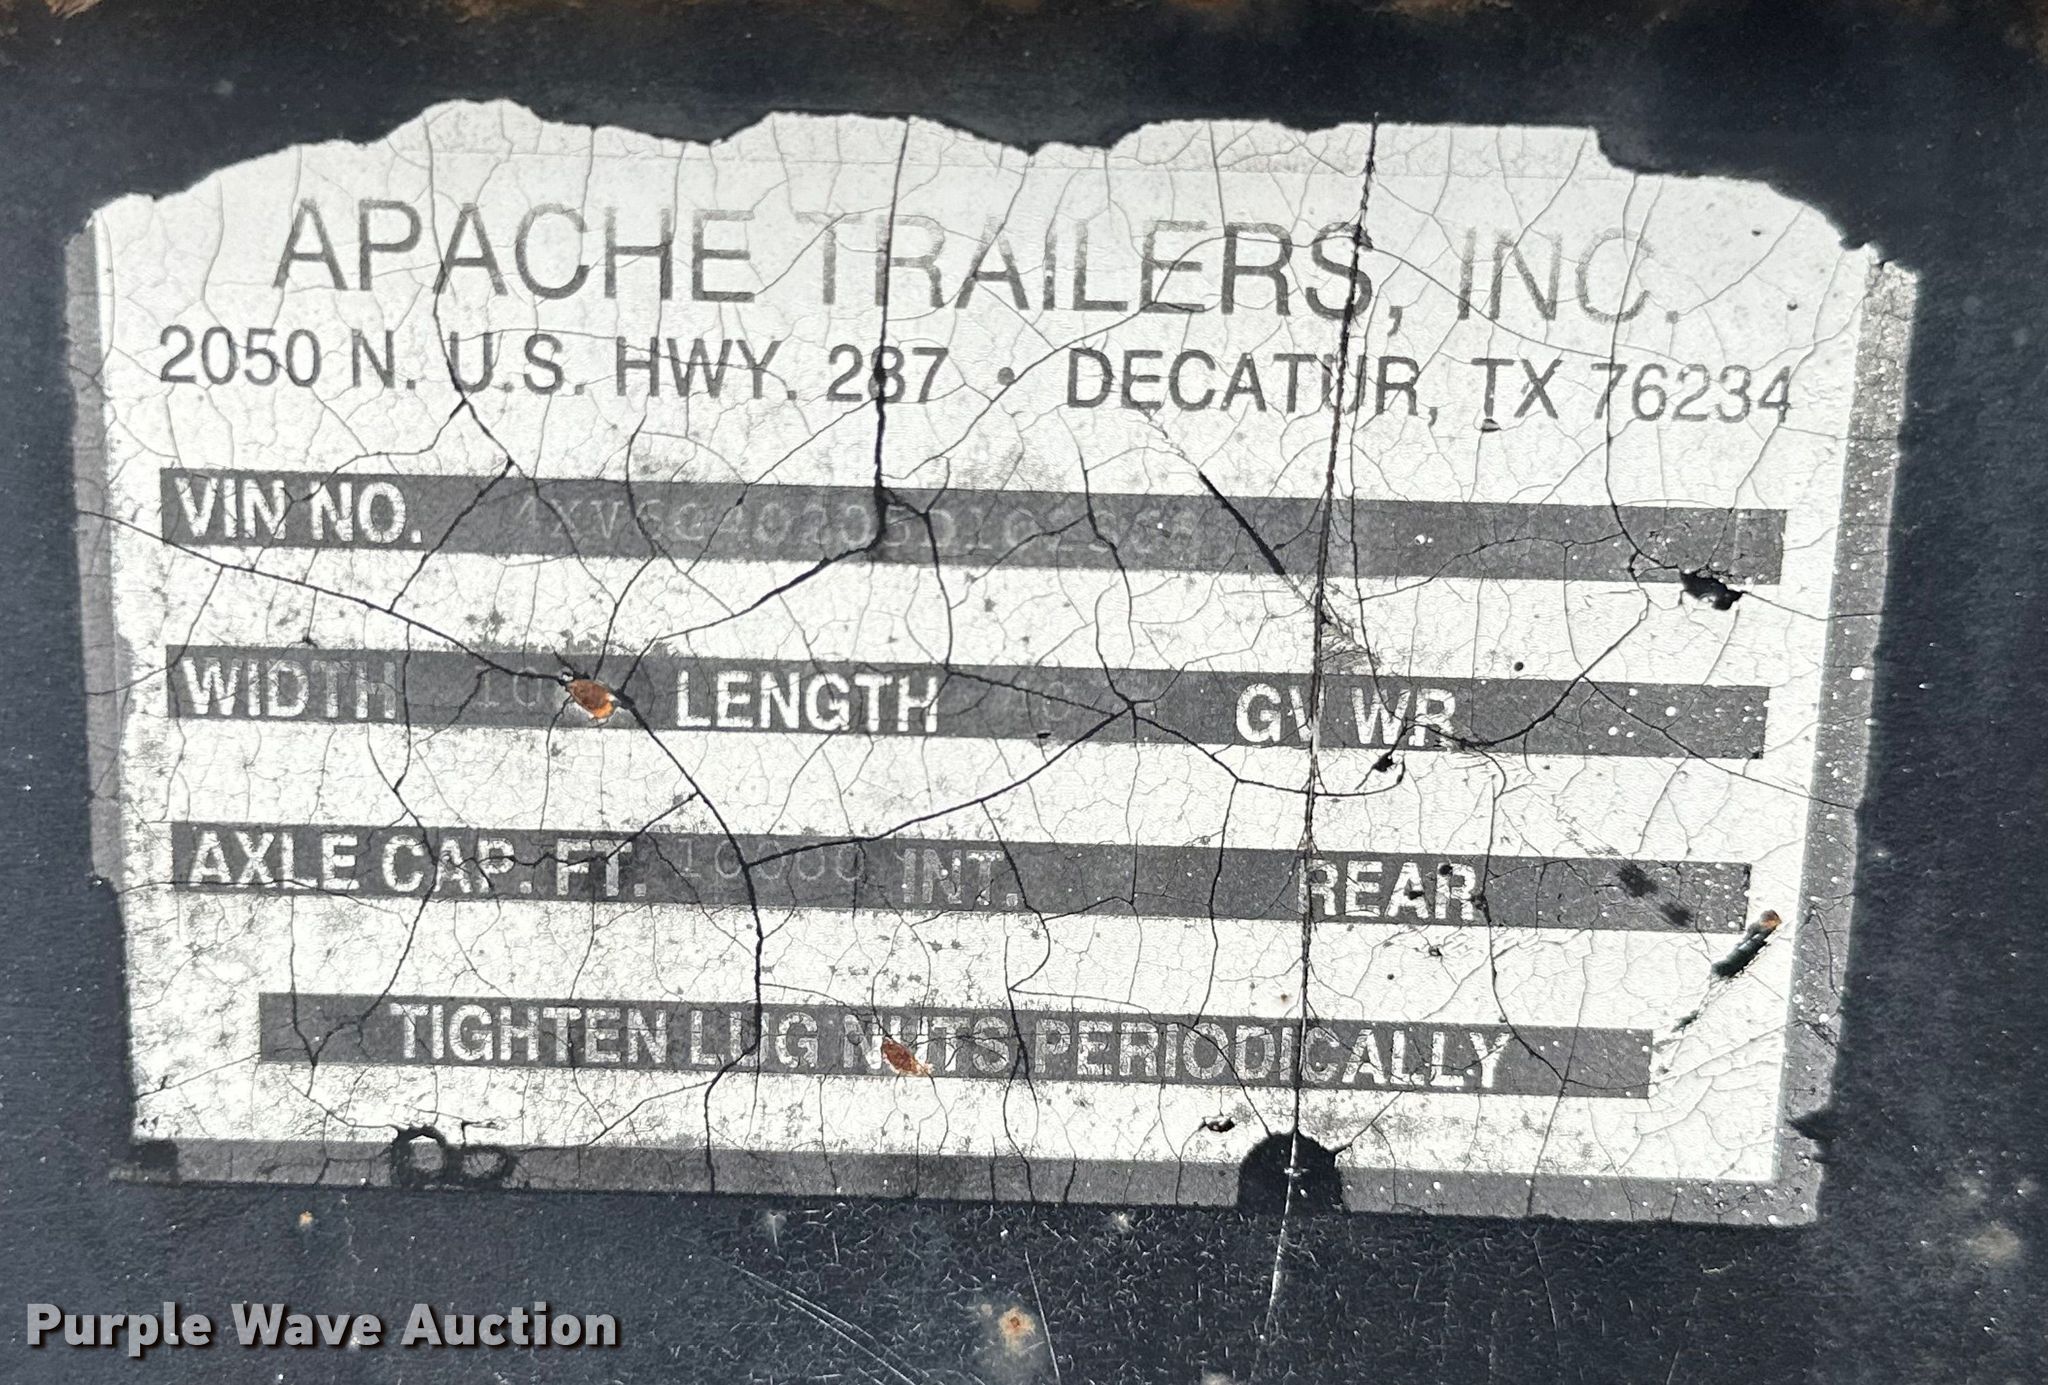 APACHE TRAILERS, INC.
2050 N. U.S. HWY. 287 • DECATUR, TX 76234
VIN NO.
WIDTH LENGTH GVWR
AXLE CAP. FT. 10000 INT. REAR
TIGHTEN LUG NUTS PERIODICALLY
Purple Wave Auction